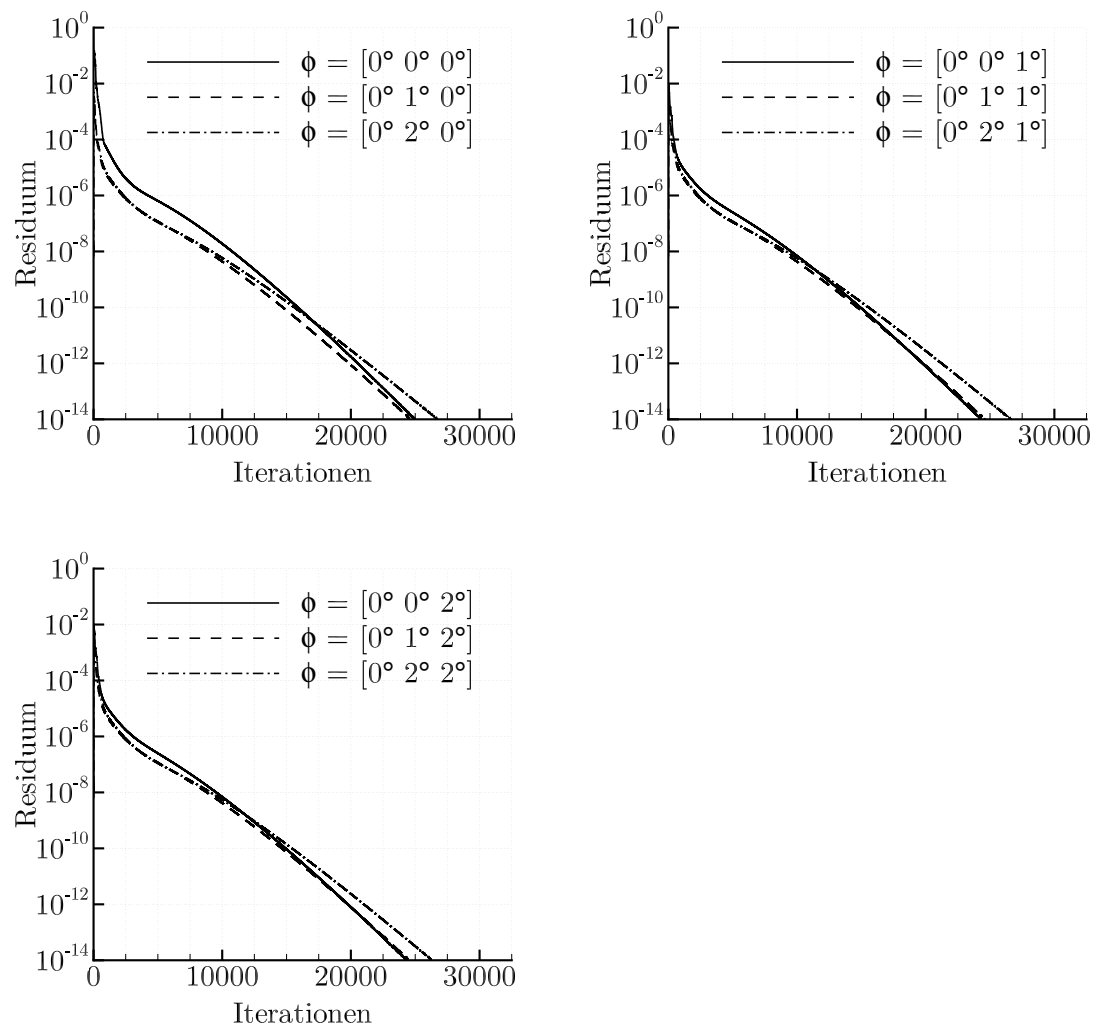 10^0
10^-2
10^-4
10^-6
10^-8
10^-10
10^-12
10^-14
Residuum
ϕ = [0° 0° 0°]
ϕ = [0° 1° 0°]
ϕ = [0° 2° 0°]
0 10000 20000 30000
Iterationen
10^0
10^-2
10^-4
10^-6
10^-8
10^-10
10^-12
10^-14
Residuum
ϕ = [0° 0° 1°]
ϕ = [0° 1° 1°]
ϕ = [0° 2° 1°]
0 10000 20000 30000
Iterationen
10^0
10^-2
10^-4
10^-6
10^-8
10^-10
10^-12
10^-14
Residuum
ϕ = [0° 0° 2°]
ϕ = [0° 1° 2°]
ϕ = [0° 2° 2°]
0 10000 20000 30000
Iterationen